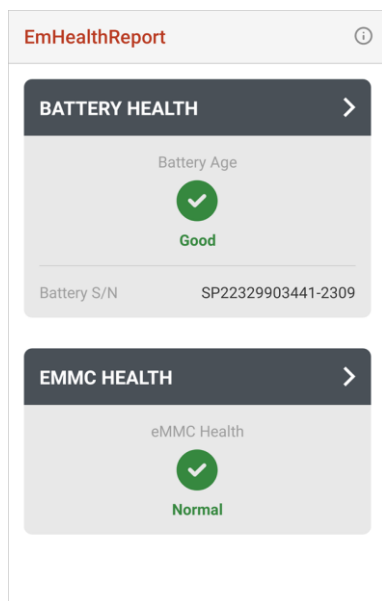 EmHealthReport
BATTERY HEALTH
Battery Age
Good
Battery S/N SP22329903441-2309
EMMC HEALTH
eMMC Health
Normal